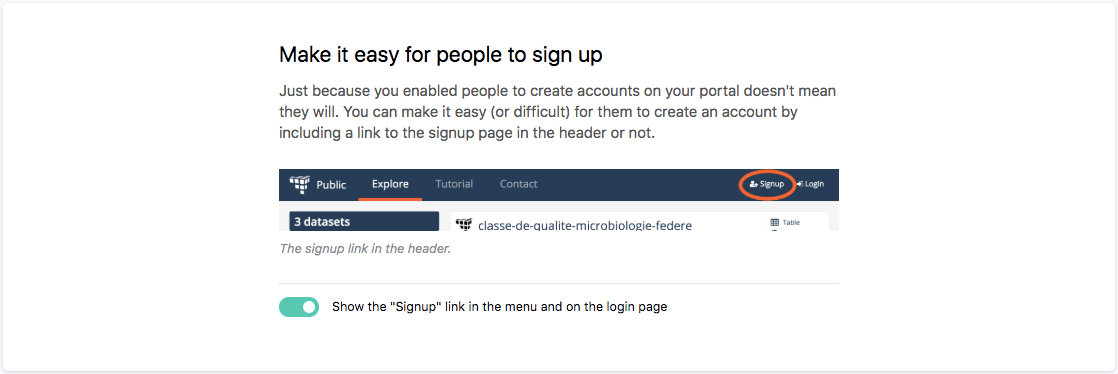 Make it easy for people to sign up
Just because you enabled people to create accounts on your portal doesn't mean
they will. You can make it easy (or difficult) for them to create an account by
including a link to the signup page in the header or not.
Public Explore Tutorial Contact Signup Login
3 datasets classe-de-qualite-microbiologie-federe Table
The signup link in the header.
Show the "Signup" link in the menu and on the login page